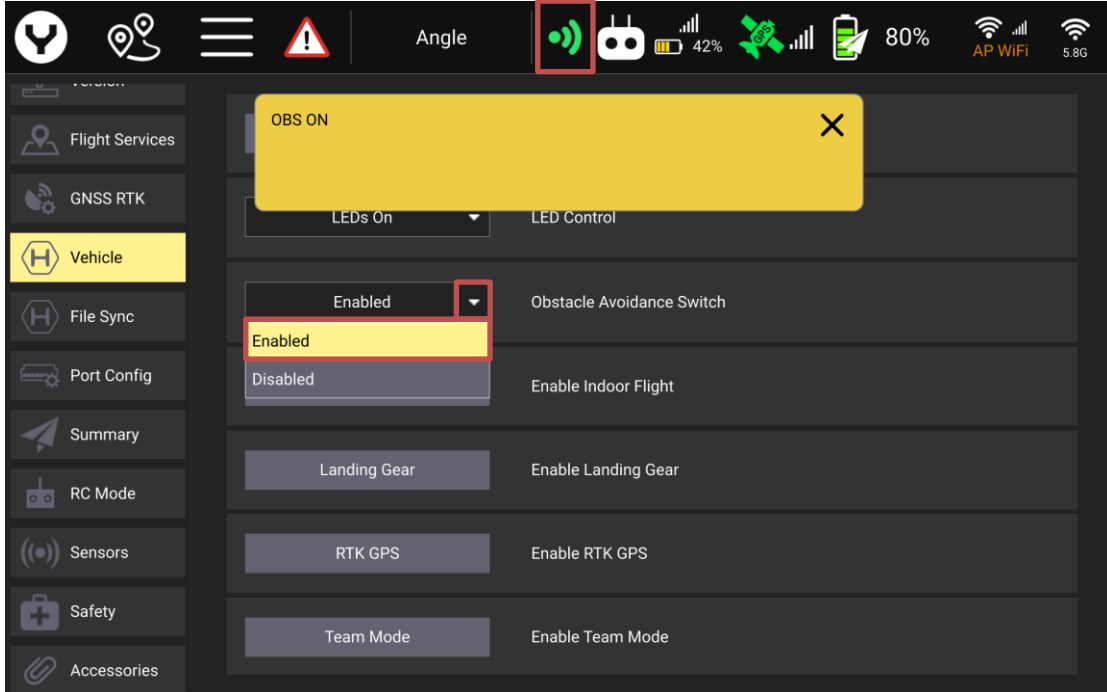 Angle
42%
GPS
80%
AP WiFi
5.8G
Version
Flight Services
GNSS RTK
Vehicle
File Sync
Port Config
Summary
RC Mode
Sensors
Safety
Accessories
OBS ON
LEDs On
LED Control
Enabled
Obstacle Avoidance Switch
Enabled
Disabled
Enable Indoor Flight
Landing Gear
Enable Landing Gear
RTK GPS
Enable RTK GPS
Team Mode
Enable Team Mode